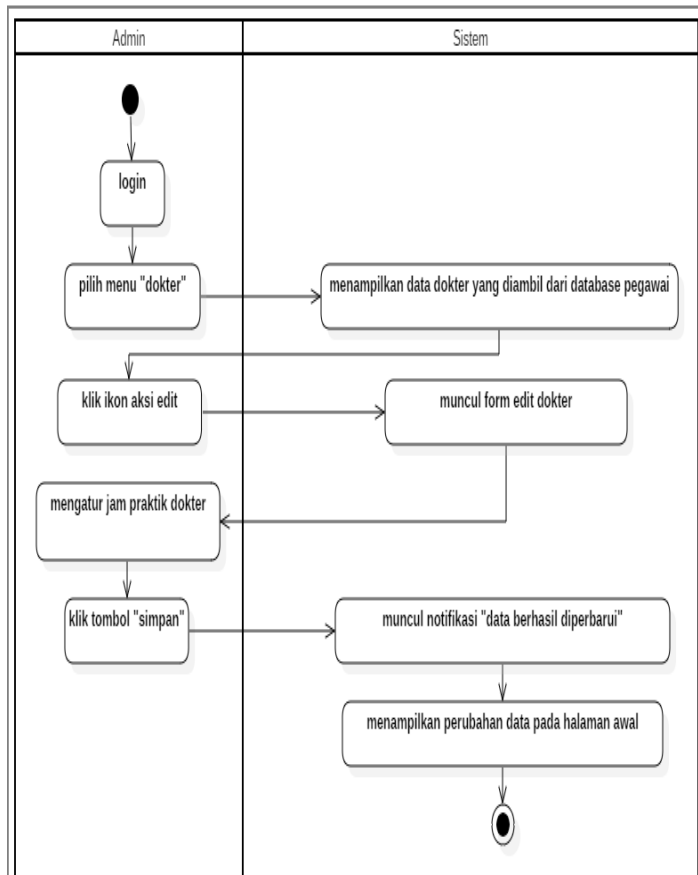 Admin
Sistem
login
pilih menu "dokter"
menampilkan data dokter yang diambil dari database pegawai
klik ikon aksi edit
muncul form edit dokter
mengatur jam praktik dokter
klik tombol "simpan"
muncul notifikasi "data berhasil diperbarui"
menampilkan perubahan data pada halaman awal